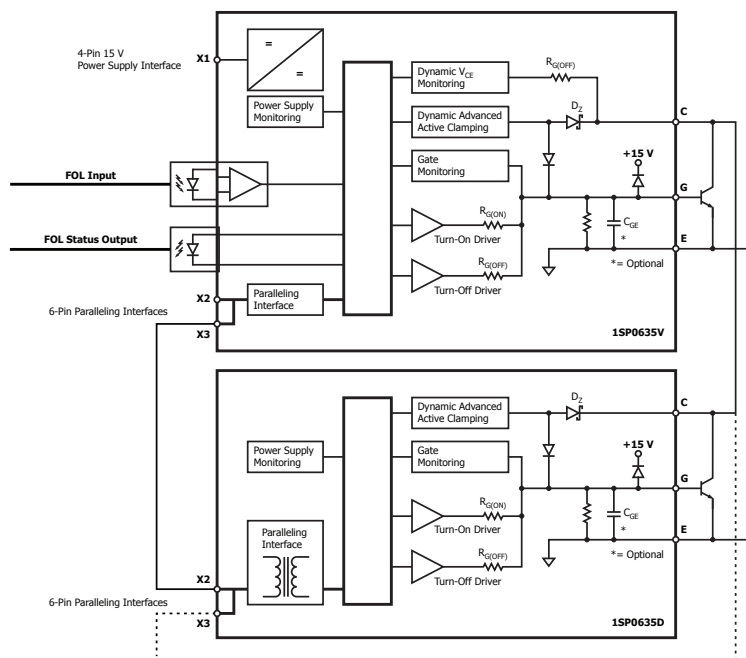 4-Pin 15 V
Power Supply Interface
X1
=
=
Dynamic VCE
Monitoring
RG(OFF)
Power Supply
Monitoring
Dynamic Advanced
Active Clamping
DZ
C
FOL Input
Gate
Monitoring
+15 V
G
RG(ON)
Turn-On Driver
CGE
*
E
FOL Status Output
RG(OFF)
Turn-Off Driver
*= Optional
X2
Paralleling
Interface
6-Pin Paralleling Interfaces
X3
1SP0635V
Dynamic Advanced
Active Clamping
DZ
C
Power Supply
Monitoring
Gate
Monitoring
+15 V
G
RG(ON)
Turn-On Driver
CGE
*
E
Paralleling
Interface
RG(OFF)
Turn-Off Driver
*= Optional
X2
6-Pin Paralleling Interfaces
X3
1SP0635D